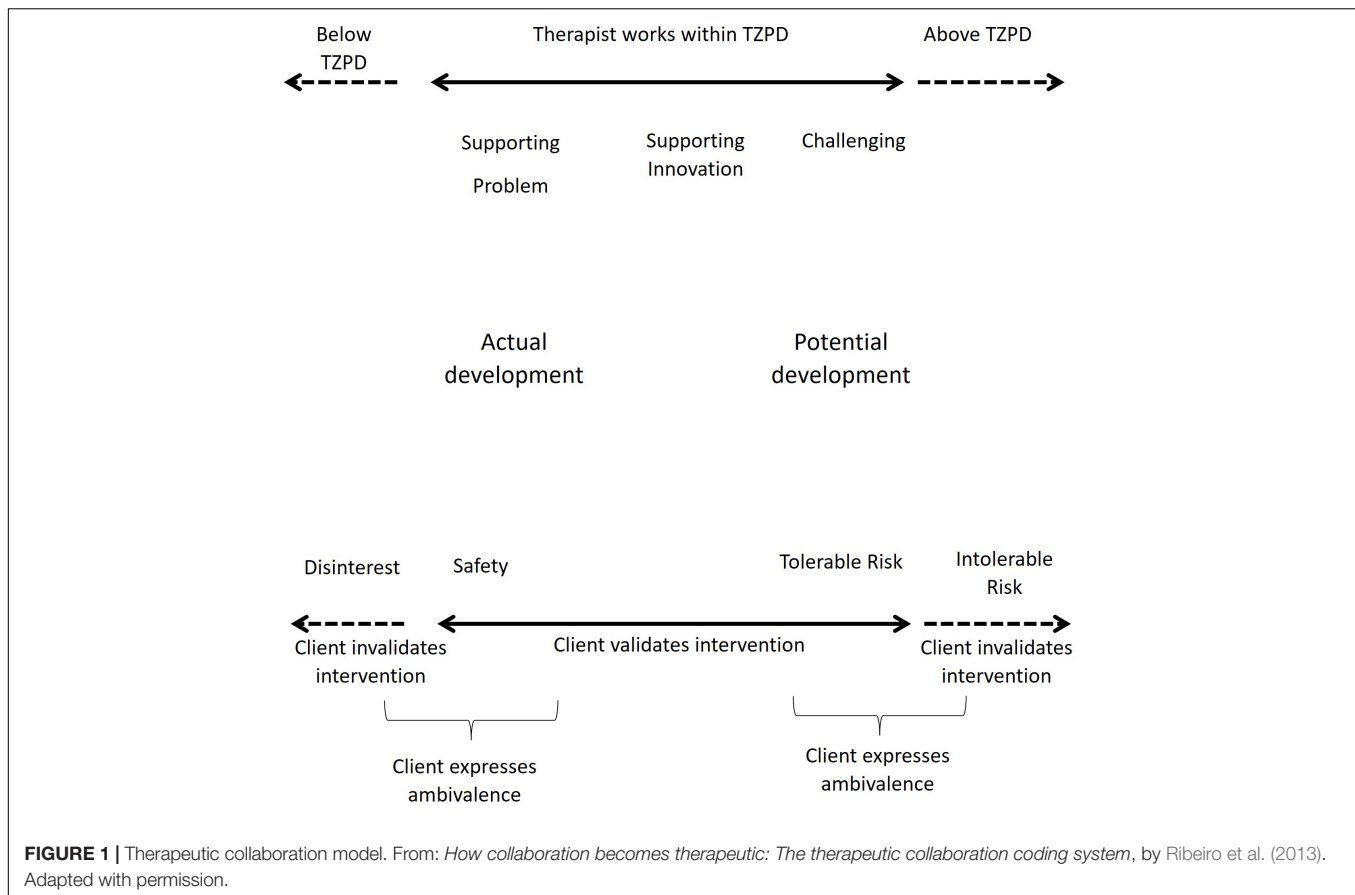 Below
TZPD
Therapist works within TZPD
Above TZPD
Supporting
Problem
Supporting
Innovation
Challenging
Actual
development
Potential
development
Disinterest
Safety
Tolerable Risk
Intolerable
Risk
Client invalidates
intervention
Client validates intervention
Client invalidates
intervention
Client expresses
ambivalence
Client expresses
ambivalence
FIGURE 1 | Therapeutic collaboration model. From: How collaboration becomes therapeutic: The therapeutic collaboration coding system, by Ribeiro et al. (2013).
Adapted with permission.